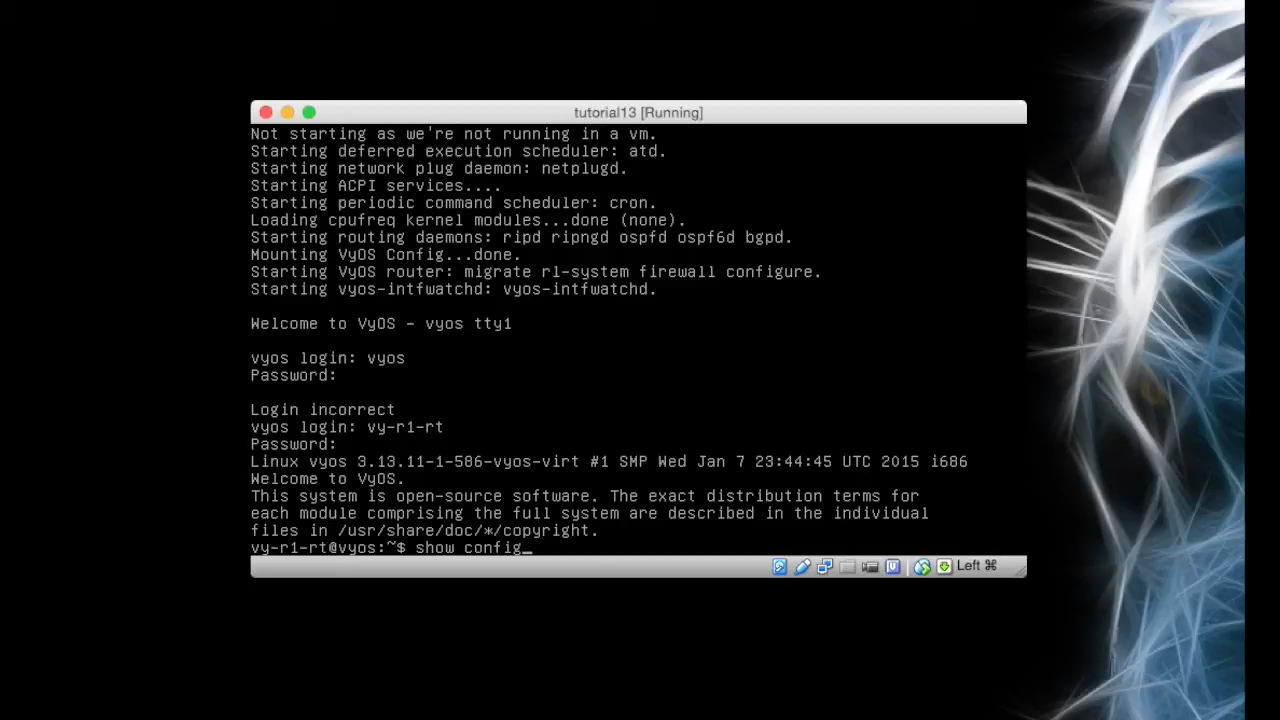 tutorial13 [Running]
Not starting as we're not running in a vm.
Starting deferred execution scheduler: atd.
Starting network plug daemon: netplugd.
Starting ACPI services....
Starting periodic command scheduler: cron.
Loading cpufreq kernel modules...done (none).
Starting routing daemons: ripd ripngd ospfd ospf6d bgpd.
Mounting VyOS Config...done.
Starting VyOS router: migrate rl-system firewall configure.
Starting vyos-intfwatchd: vyos-intfwatchd.
Welcome to VyOS - vyos tty1
vyos login: vyos
Password:
Login incorrect
vyos login: vy-r1-rt
Password:
Linux vyos 3.13.11-1-586-vyos-virt #1 SMP Wed Jan 7 23:44:45 UTC 2015 i686
Welcome to VyOS.
This system is open-source software. The exact distribution terms for
each module comprising the full system are described in the individual
files in /usr/share/doc/*/copyright.
vy-r1-rt@vyos:~$ show config_
Left ⌘